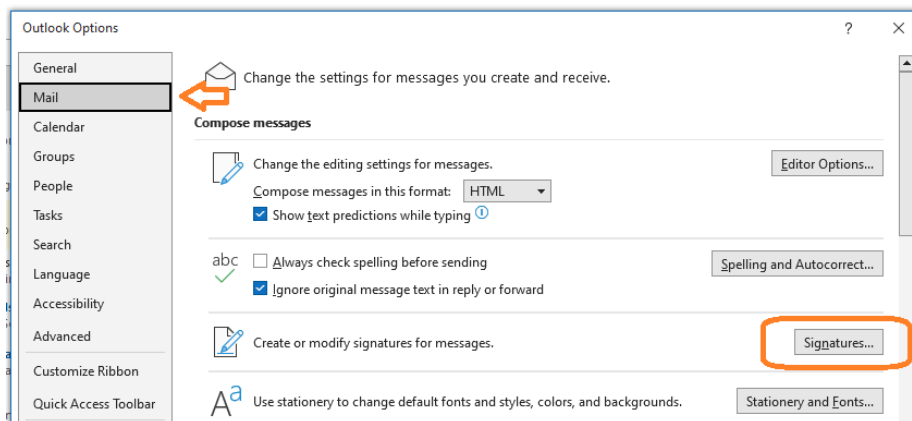 Outlook Options ? ×
General
Mail
Calendar
Groups
People
Tasks
Search
Language
Accessibility
Advanced
Customize Ribbon
Quick Access Toolbar
Change the settings for messages you create and receive.
Compose messages
Change the editing settings for messages.
Editor Options...
Compose messages in this format: HTML
Show text predictions while typing
abc
Always check spelling before sending
Spelling and Autocorrect...
Ignore original message text in reply or forward
Create or modify signatures for messages.
Signatures...
Aa
Use stationery to change default fonts and styles, colors, and backgrounds.
Stationery and Fonts...